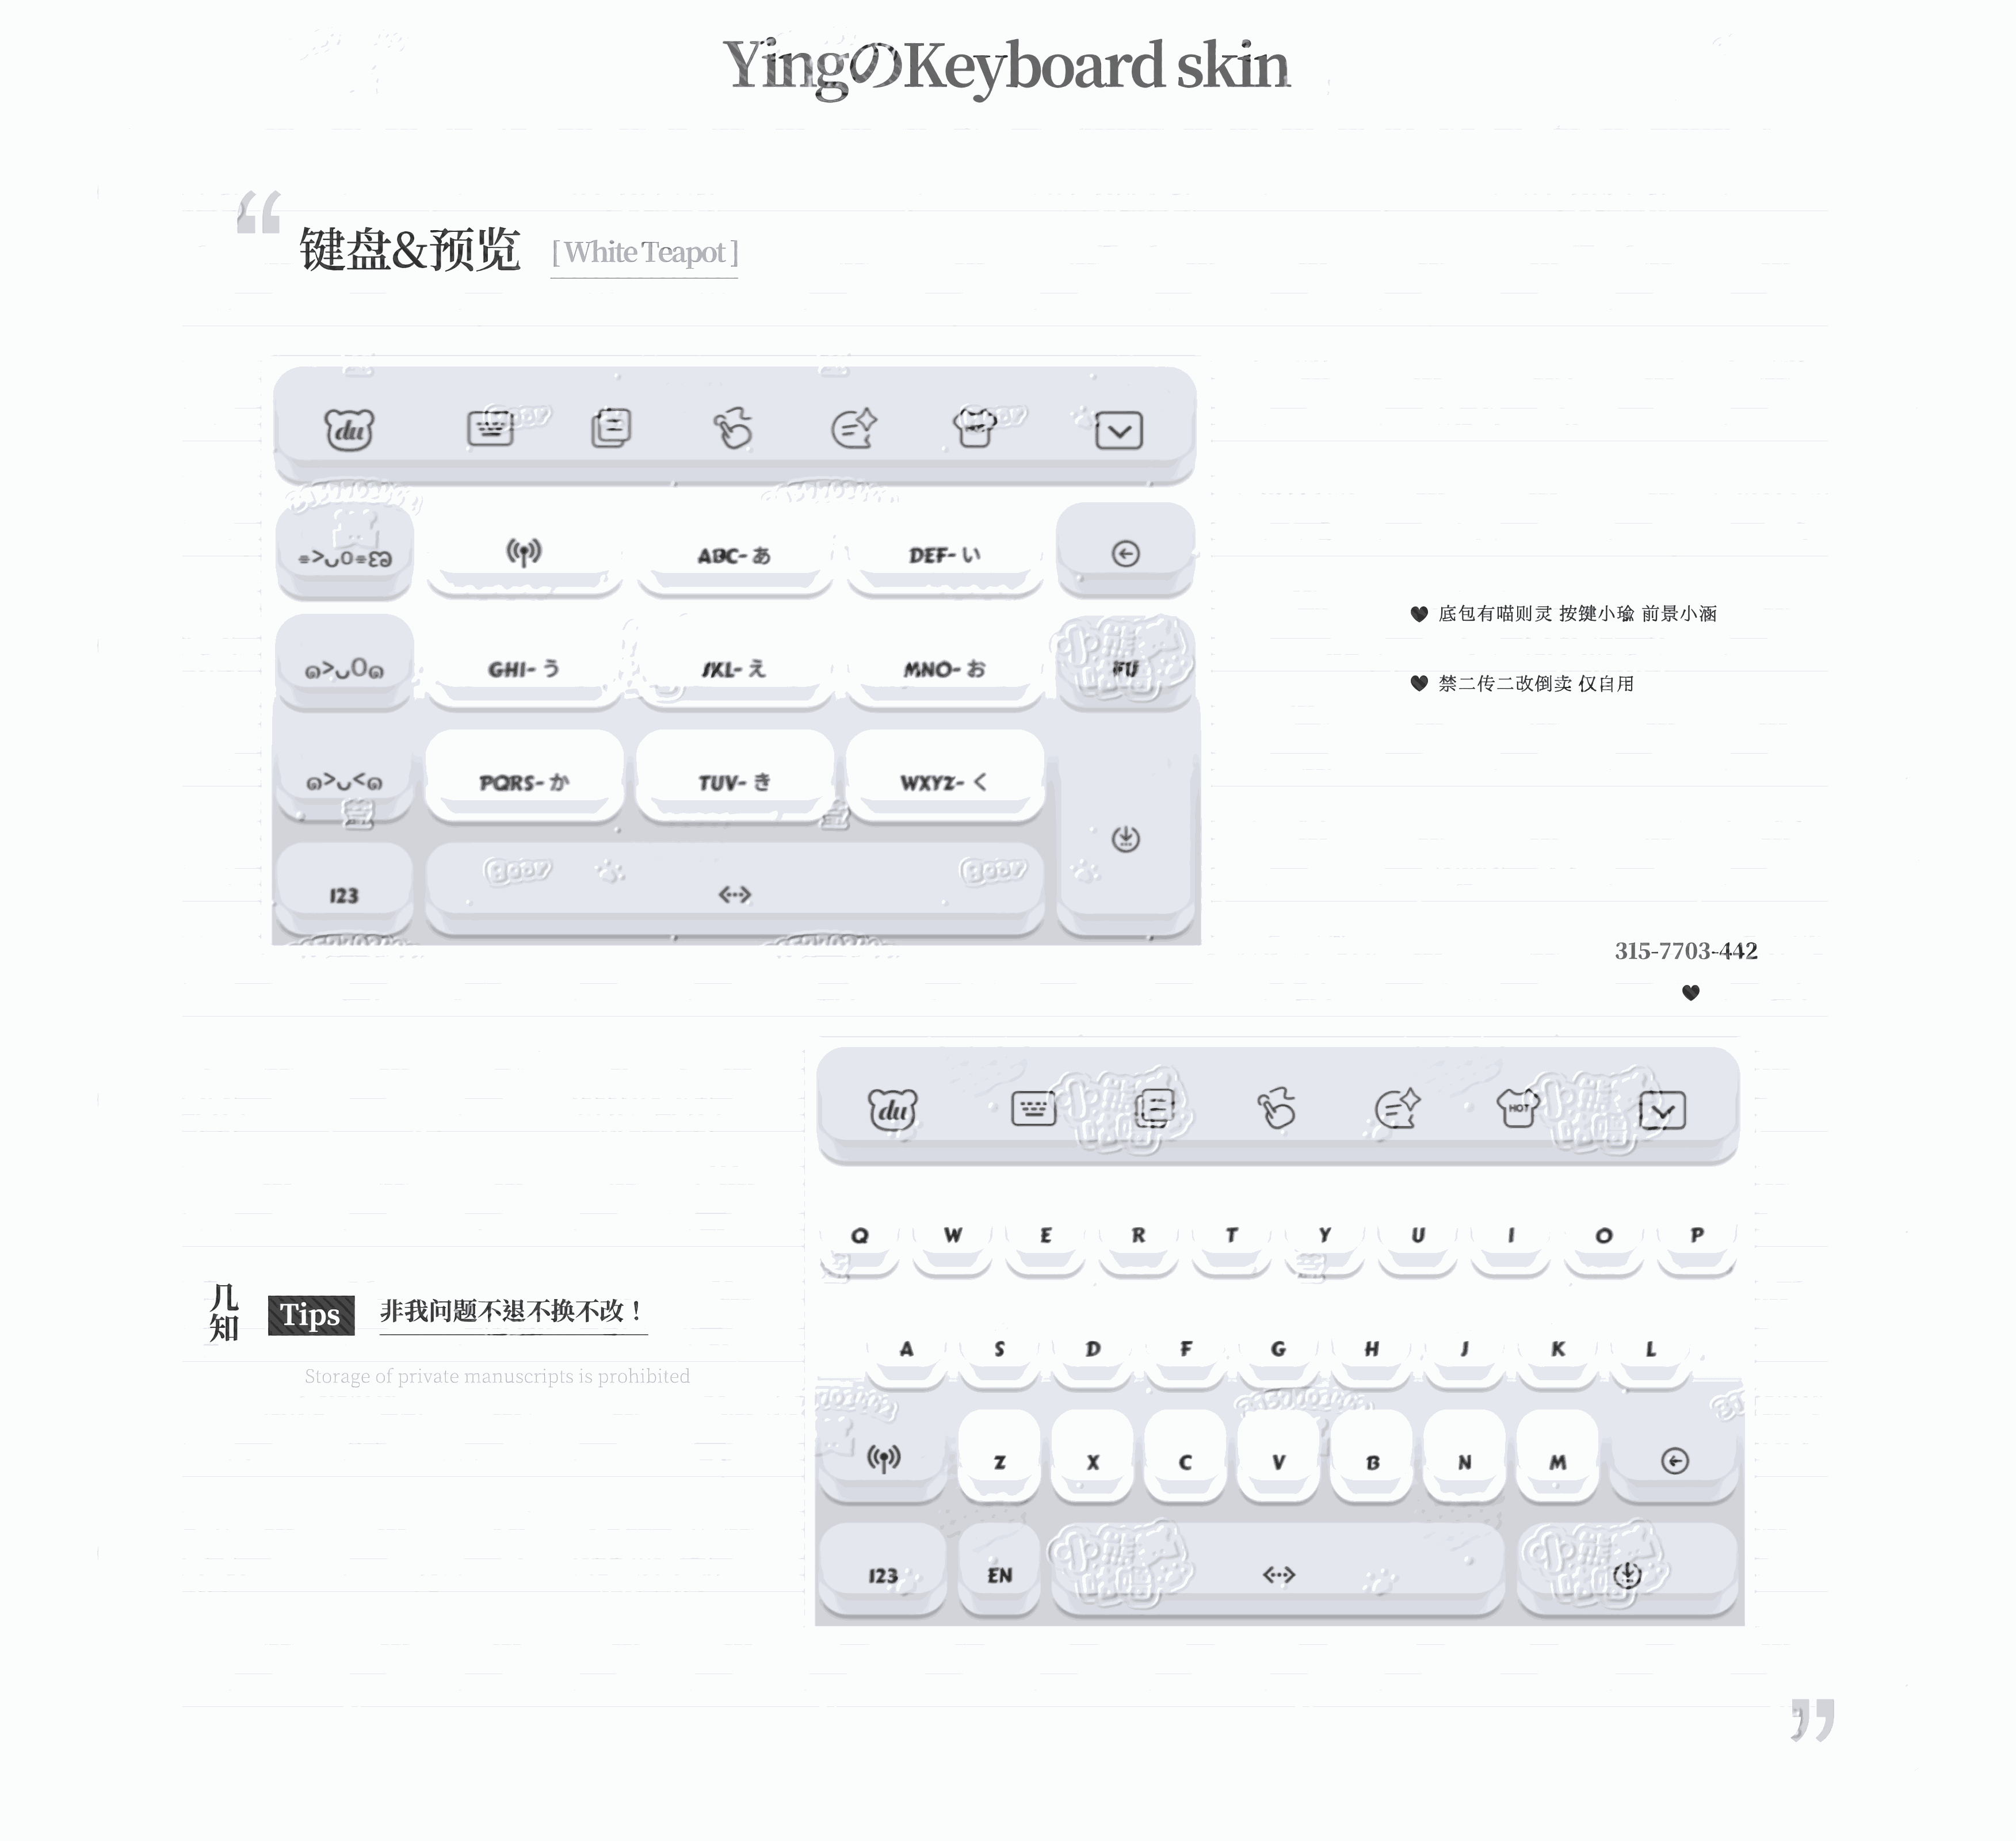 YingのKeyboard skin
键盘&预览 [ White Teapot ]
du
ABC- あ
DEF- い
GHI- う
JKL- え
MNO- お
PQRS- か
TUV- き
WXYZ- く
123
♥ 底包有喵则灵 按键小瑜 前景小涵
♥ 禁二传二改倒卖 仅自用
315-7703-442
♥
du HOT
Q W E R T Y U I O P
A S D F G H J K L
Z X C V B N M
123 EN
几知
Tips 非我问题不退不换不改！
Storage of private manuscripts is prohibited